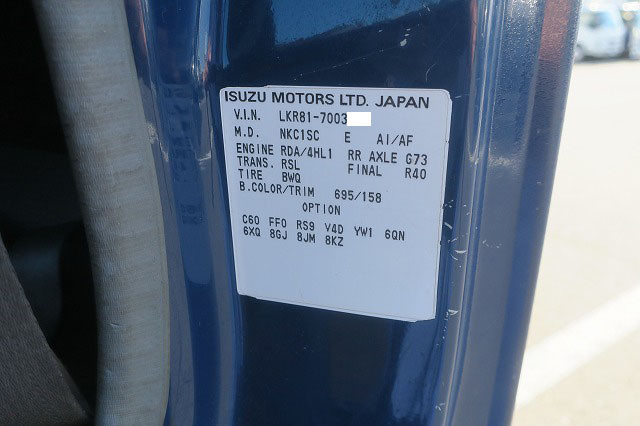 ISUZU MOTORS LTD. JAPAN
V.I.N. LKR81-7003
M.D. NKC1SC E AI/AF
ENGINE RDA/4HL1 RR AXLE G73
TRANS. RSL FINAL R40
TIRE BWQ
B.COLOR/TRIM 695/158
OPTION
C60 FFO RS9 V4D YW1 6QN
6XQ 8GJ 8JM 8KZ